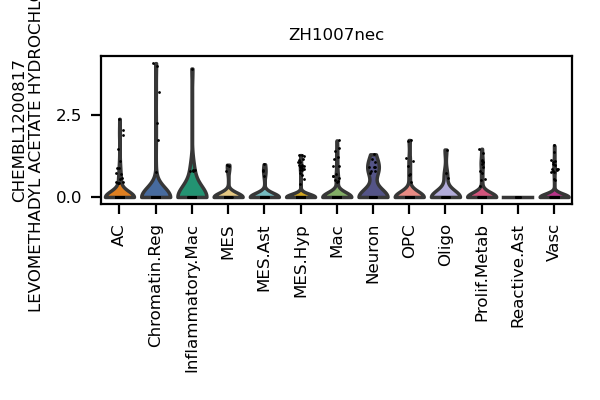 ZH1007nec
CHEMBL1200817
LEVOMETHADYL ACETATE
2.5
0.0
AC
Chromatin.Reg
Inflammatory.Mac
MES
MES.Ast
MES.Hyp
Mac
Neuron
OPC
Oligo
Prolif.Metab
Reactive.Ast
Vasc